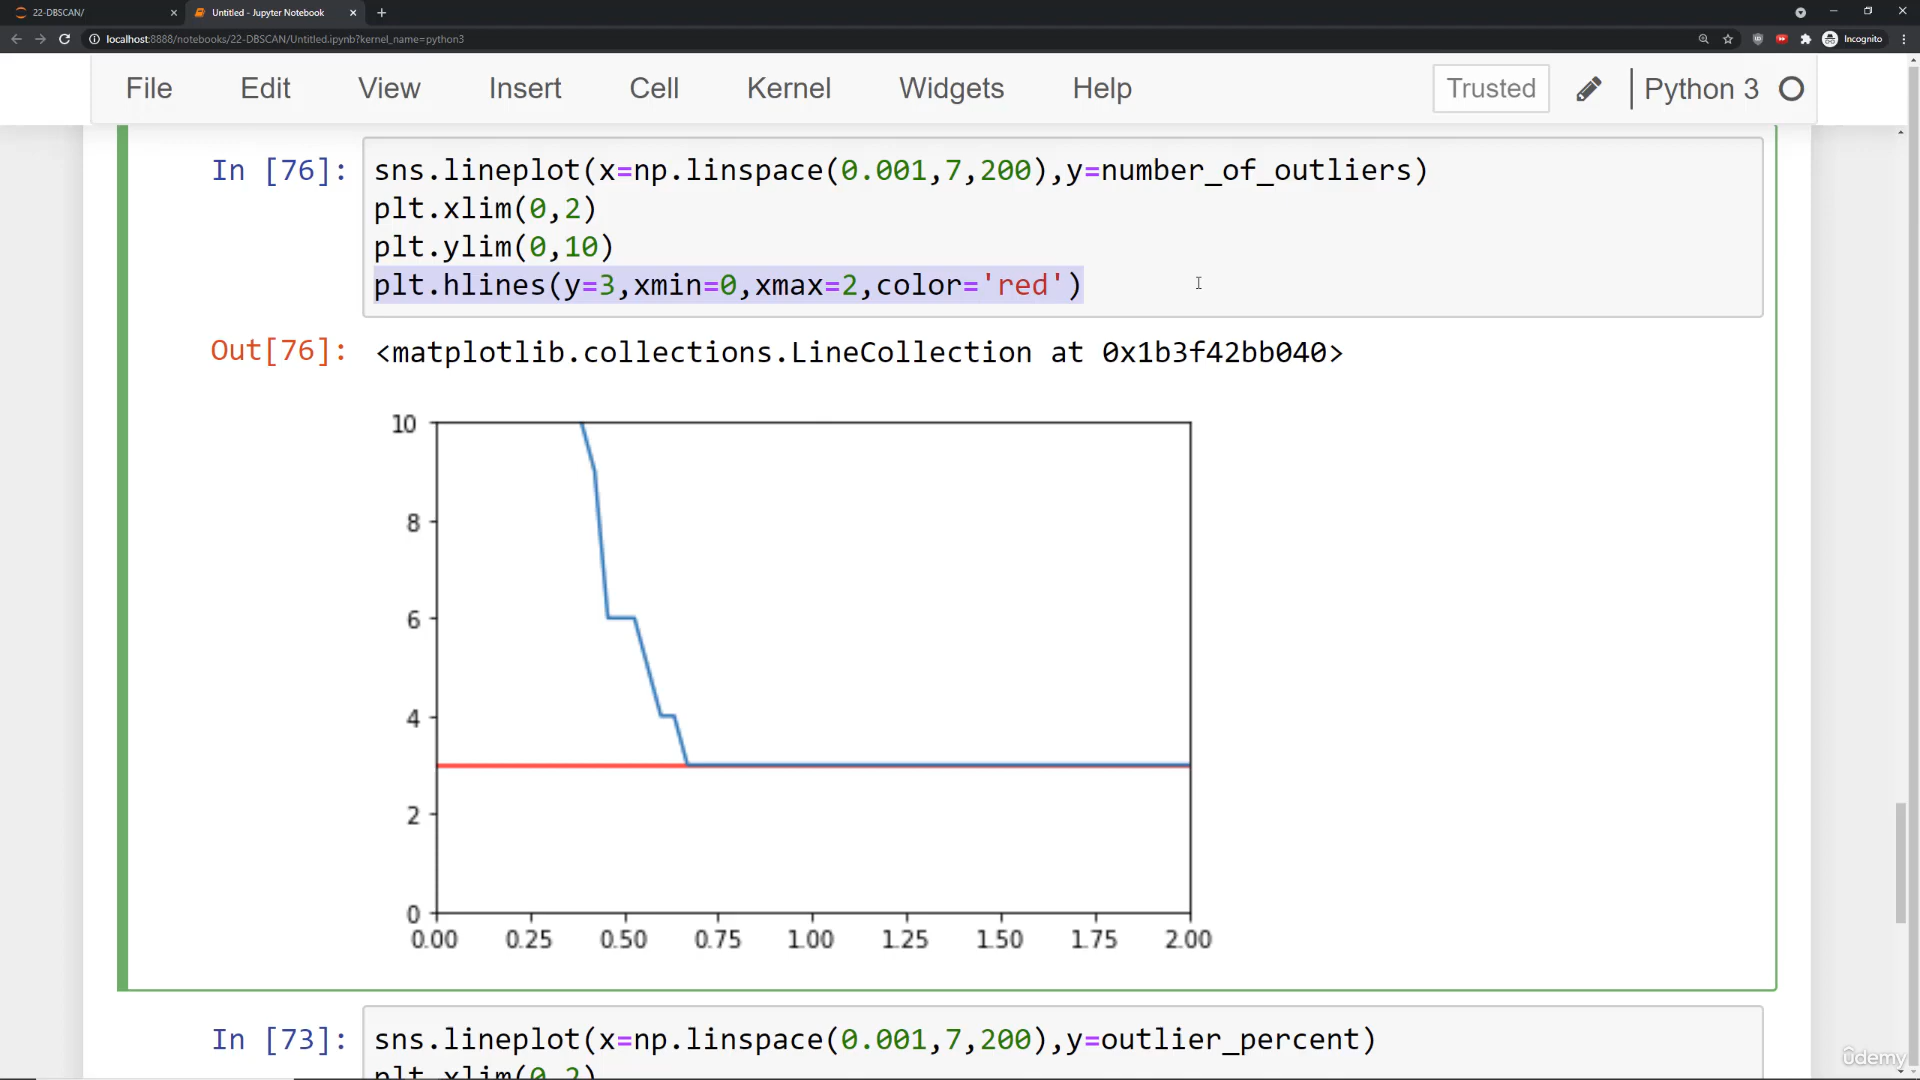 22-DBSCAN/
Untitled - Jupyter Notebook
localhost:8888/notebooks/22-DBSCAN/Untitled.ipynb?kernel_name=python3
Incognito
File Edit View Insert Cell Kernel Widgets Help
Trusted
Python 3
In [76]:
sns.lineplot(x=np.linspace(0.001,7,200),y=number_of_outliers)
plt.xlim(0,2)
plt.ylim(0,10)
plt.hlines(y=3,xmin=0,xmax=2,color='red')
Out[76]:
<matplotlib.collections.LineCollection at 0x1b3f42bb040>
10
8
6
4
2
0
0.00 0.25 0.50 0.75 1.00 1.25 1.50 1.75 2.00
In [73]:
sns.lineplot(x=np.linspace(0.001,7,200),y=outlier_percent)
plt.xlim(0,2)
ûdemy